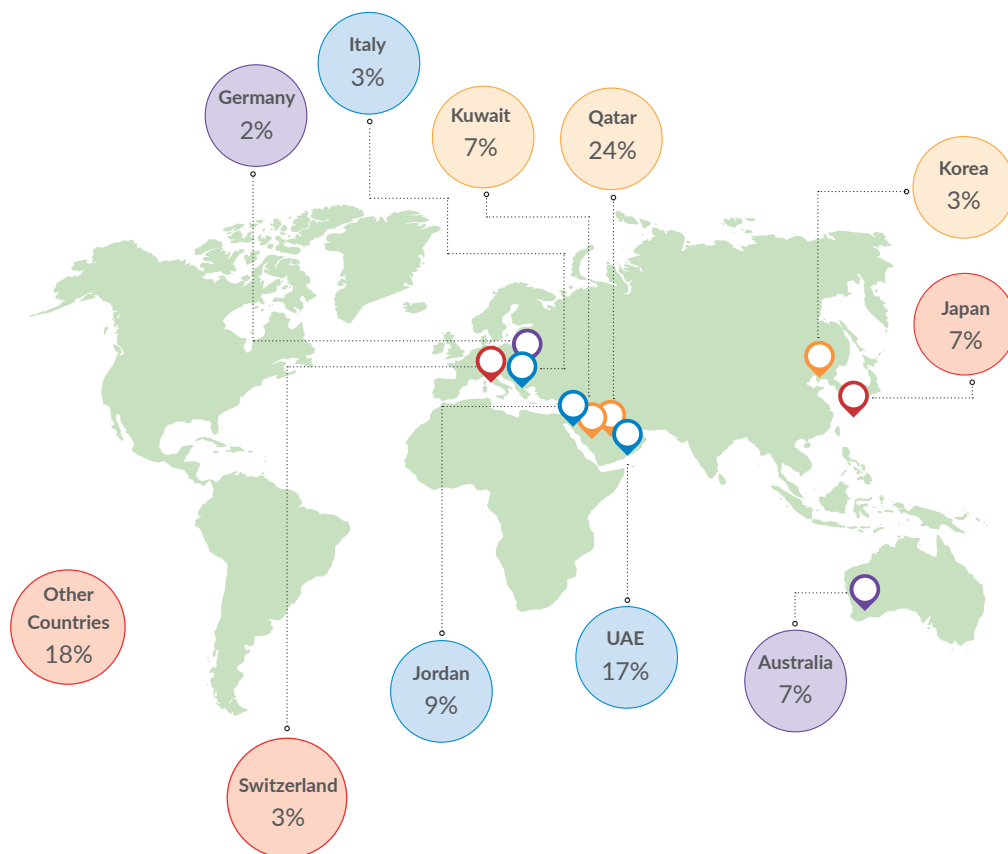 Italy
3%
Germany
2%
Kuwait
7%
Qatar
24%
Korea
3%
Japan
7%
Other
Countries
18%
Jordan
9%
UAE
17%
Australia
7%
Switzerland
3%